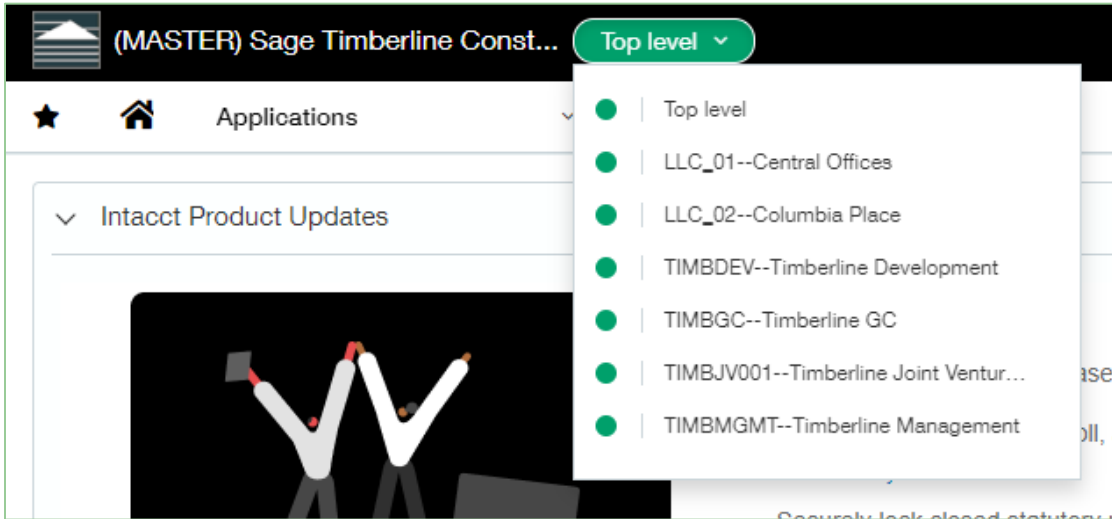 (MASTER) Sage Timberline Const... Top level
Applications
Top level
LLC_01--Central Offices
LLC_02--Columbia Place
Intacct Product Updates
TIMBDEV--Timberline Development
TIMBGC--Timberline GC
TIMBJV001--Timberline Joint Ventur...
TIMBMGMT--Timberline Management